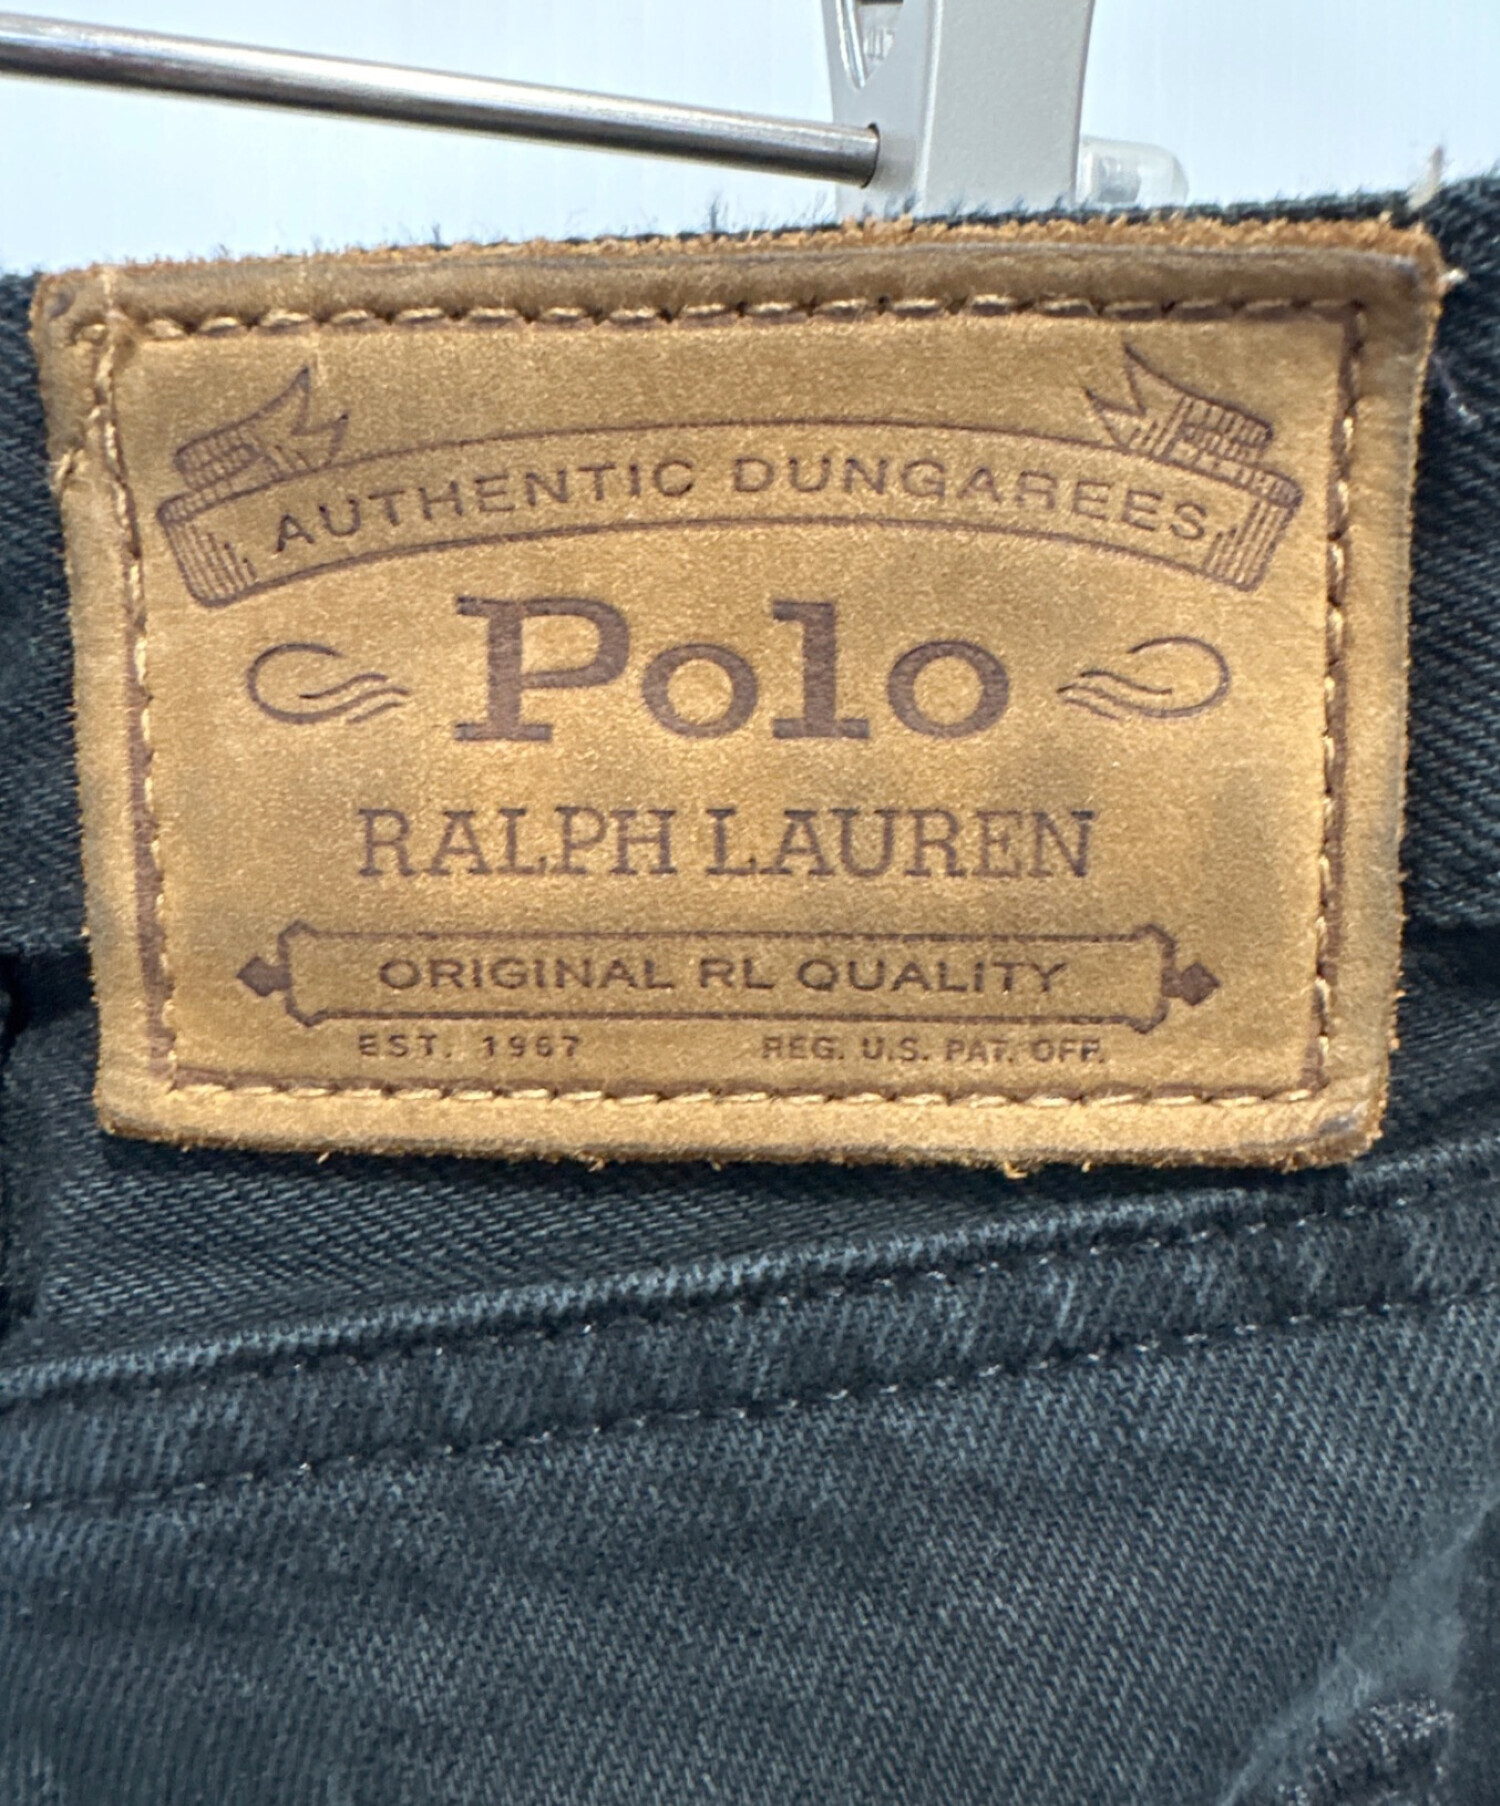 AUTHENTIC DUNGAREES
Polo
RALPH LAUREN
ORIGINAL RL QUALITY
EST. 1967 REG. U.S. PAT. OFF.